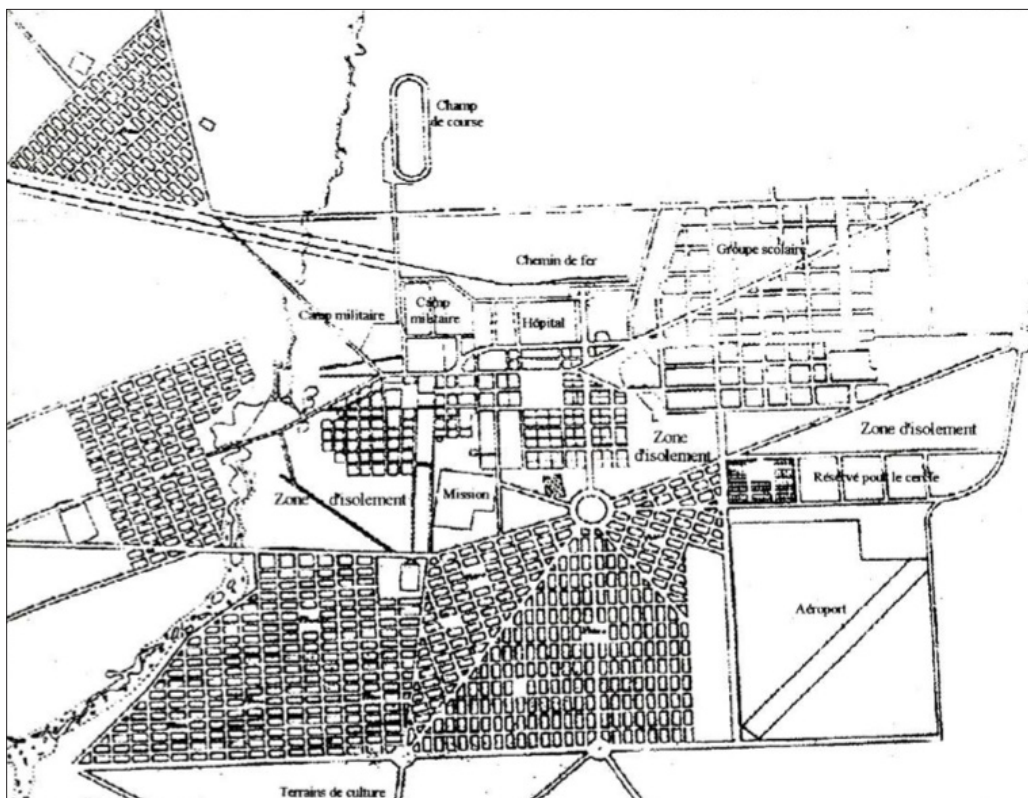 Champ
de course
Groupe scolaire
Chemin de fer
Camp militaire
Camp
militaire
Hôpital
Zone
d'isolement
Zone d'isolement
Réservé pour le cercle
Zone d'isolement
Mission
Aéroport
Terrains de culture